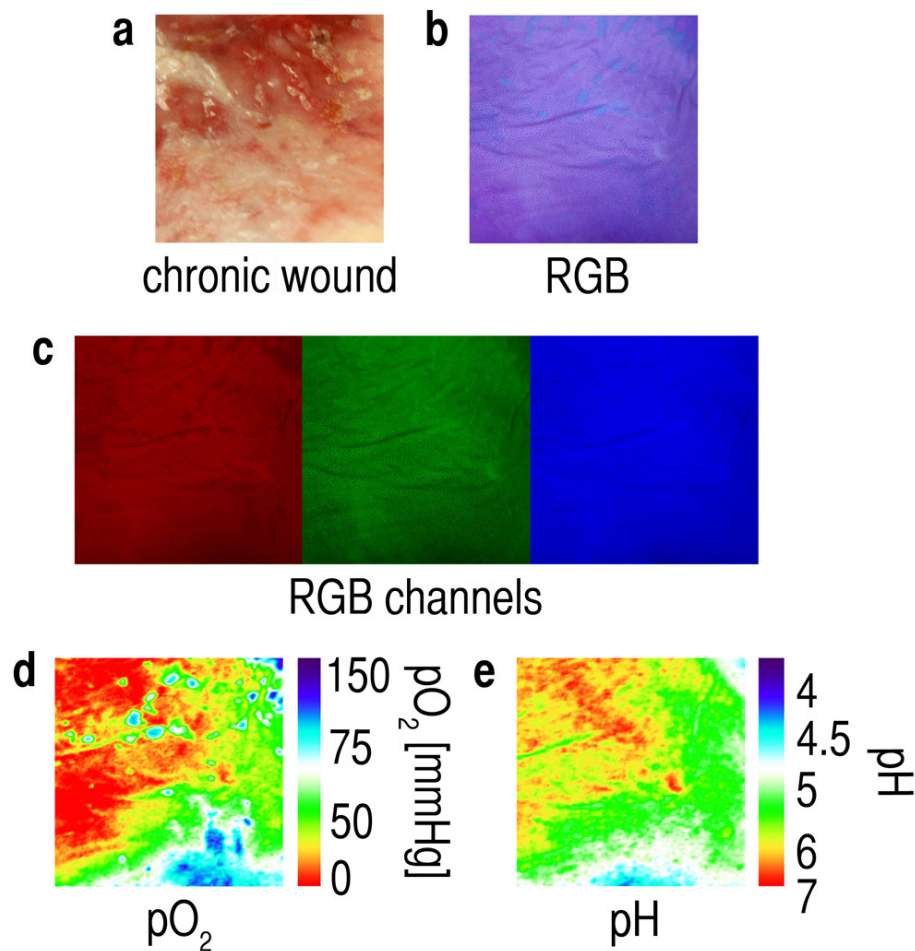 a
b
chronic wound
RGB
c
RGB channels
d
150
75
50
0
pO₂ [mmHg]
pO₂
e
4
4.5
5
6
7
pH
pH